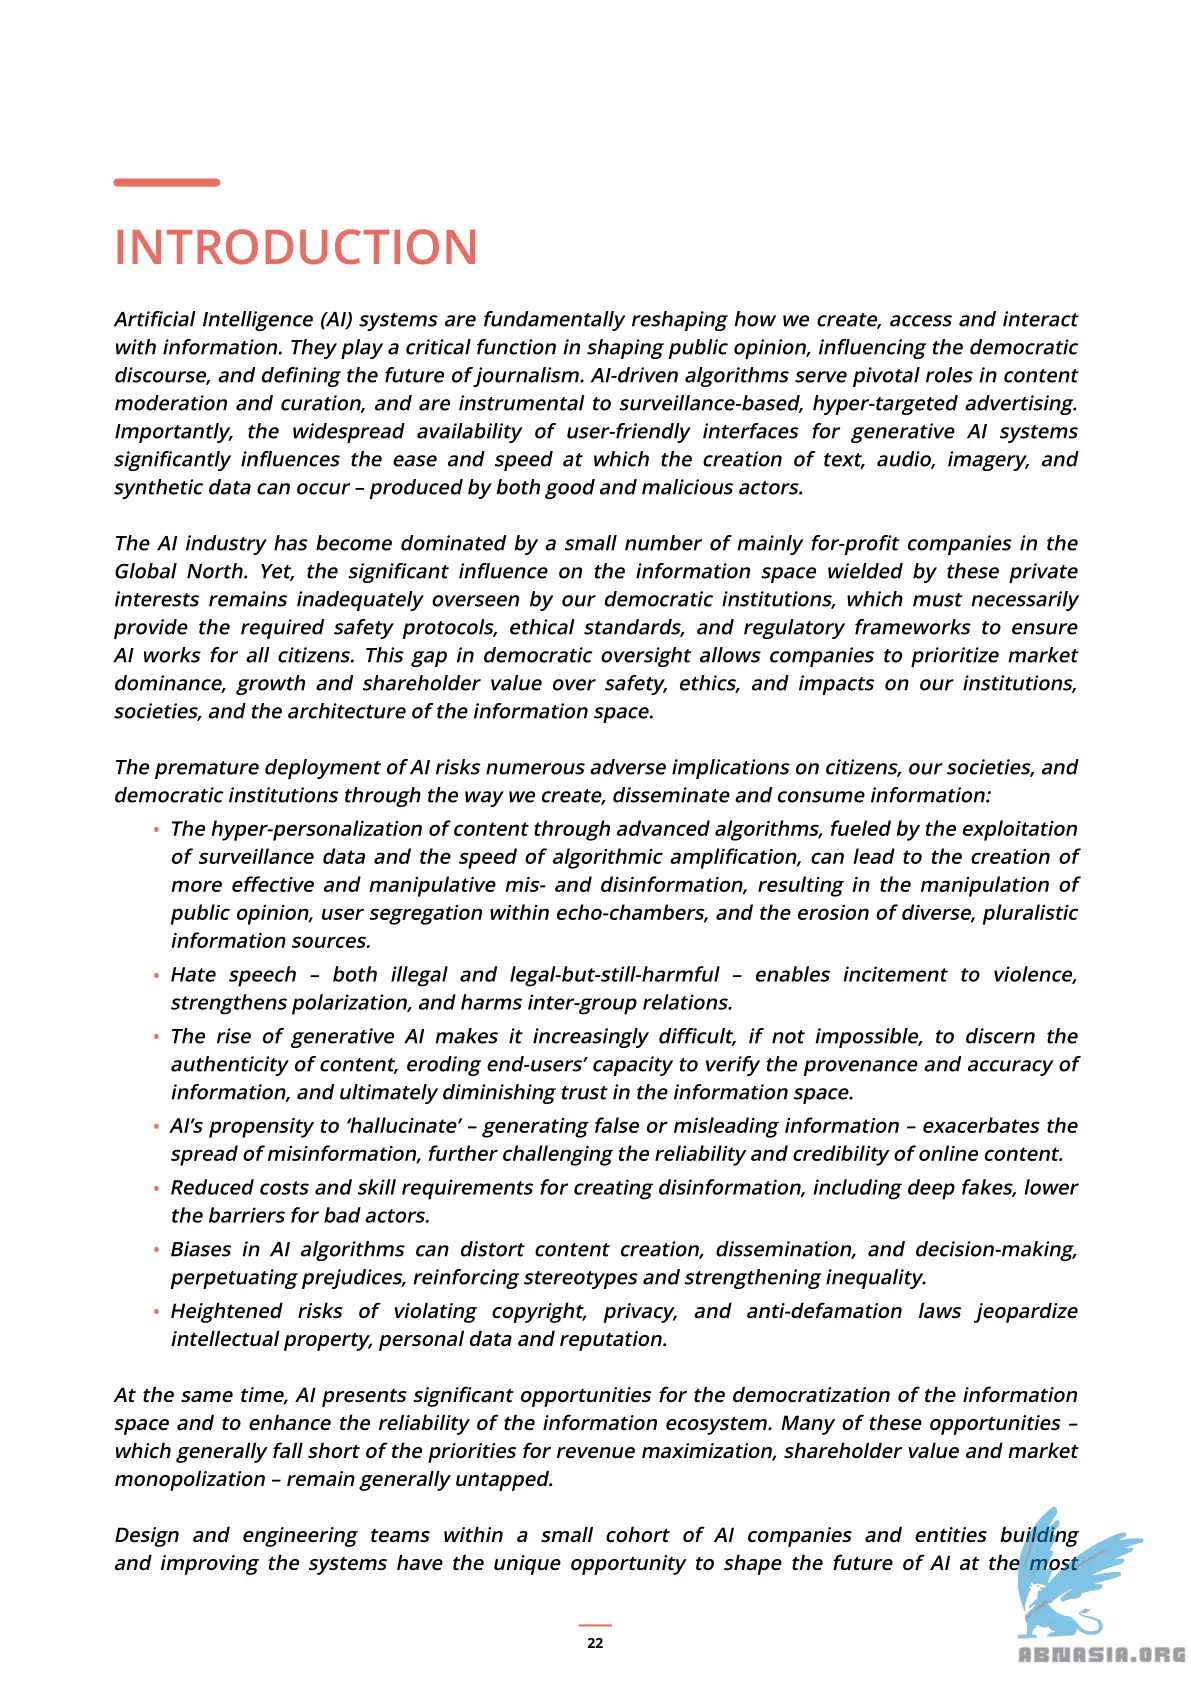 INTRODUCTION
Artificial Intelligence (AI) systems are fundamentally reshaping how we create, access and interact
with information. They play a critical function in shaping public opinion, influencing the democratic
discourse, and defining the future of journalism. AI-driven algorithms serve pivotal roles in content
moderation and curation, and are instrumental to surveillance-based, hyper-targeted advertising.
Importantly, the widespread availability of user-friendly interfaces for generative AI systems
significantly influences the ease and speed at which the creation of text, audio, imagery, and
synthetic data can occur – produced by both good and malicious actors.
The AI industry has become dominated by a small number of mainly for-profit companies in the
Global North. Yet, the significant influence on the information space wielded by these private
interests remains inadequately overseen by our democratic institutions, which must necessarily
provide the required safety protocols, ethical standards, and regulatory frameworks to ensure
AI works for all citizens. This gap in democratic oversight allows companies to prioritize market
dominance, growth and shareholder value over safety, ethics, and impacts on our institutions,
societies, and the architecture of the information space.
The premature deployment of AI risks numerous adverse implications on citizens, our societies, and
democratic institutions through the way we create, disseminate and consume information:
• The hyper-personalization of content through advanced algorithms, fueled by the exploitation
of surveillance data and the speed of algorithmic amplification, can lead to the creation of
more effective and manipulative mis- and disinformation, resulting in the manipulation of
public opinion, user segregation within echo-chambers, and the erosion of diverse, pluralistic
information sources.
• Hate speech – both illegal and legal-but-still-harmful – enables incitement to violence,
strengthens polarization, and harms inter-group relations.
• The rise of generative AI makes it increasingly difficult, if not impossible, to discern the
authenticity of content, eroding end-users’ capacity to verify the provenance and accuracy of
information, and ultimately diminishing trust in the information space.
• AI’s propensity to ‘hallucinate’ – generating false or misleading information – exacerbates the
spread of misinformation, further challenging the reliability and credibility of online content.
• Reduced costs and skill requirements for creating disinformation, including deep fakes, lower
the barriers for bad actors.
• Biases in AI algorithms can distort content creation, dissemination, and decision-making,
perpetuating prejudices, reinforcing stereotypes and strengthening inequality.
• Heightened risks of violating copyright, privacy, and anti-defamation laws jeopardize
intellectual property, personal data and reputation.
At the same time, AI presents significant opportunities for the democratization of the information
space and to enhance the reliability of the information ecosystem. Many of these opportunities –
which generally fall short of the priorities for revenue maximization, shareholder value and market
monopolization – remain generally untapped.
Design and engineering teams within a small cohort of AI companies and entities building
and improving the systems have the unique opportunity to shape the future of AI at the most
22
ABNASIA.ORG